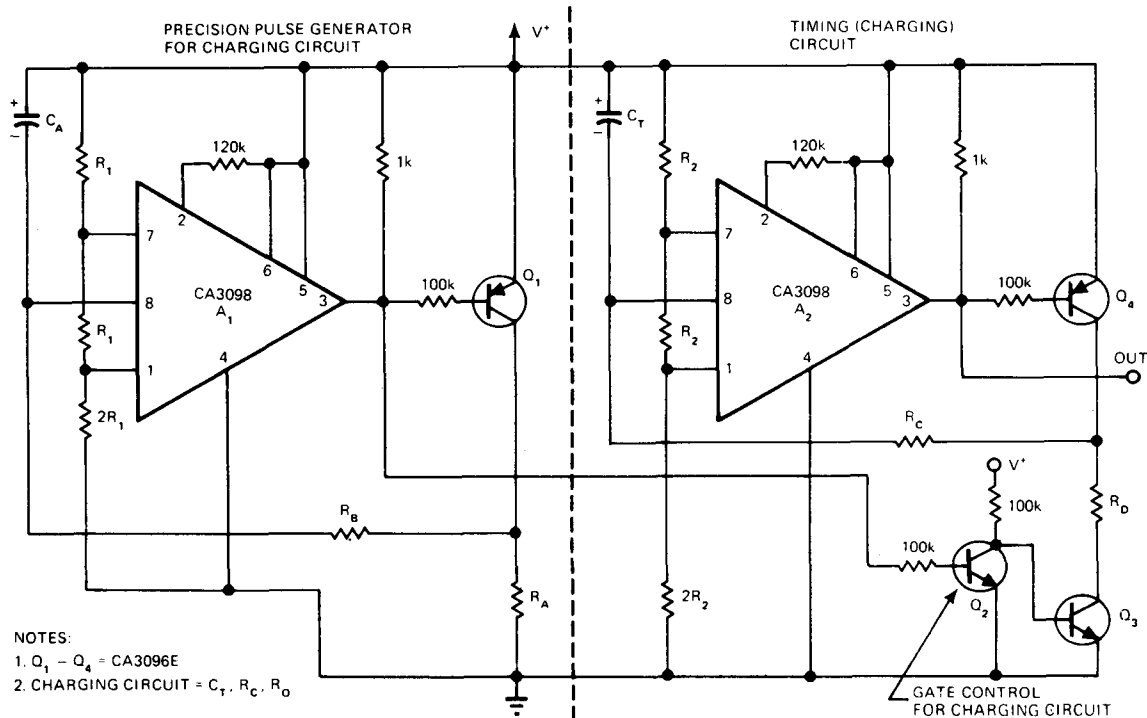 PRECISION PULSE GENERATOR
FOR CHARGING CIRCUIT
V+
TIMING (CHARGING)
CIRCUIT
+
−
CA
R1
120k
1k
2
7
6
5
CA3098
A1
8
3
100k
Q1
R1
1
4
2R1
RB
RA
+
−
CT
R2
120k
1k
2
7
6
5
CA3098
A2
8
3
100k
Q4
OUT
R2
1
4
RC
V+
100k
RD
100k
Q2
Q3
2R2
NOTES:
1. Q1 – Q4 = CA3096E
2. CHARGING CIRCUIT = CT, RC, RO
GATE CONTROL
FOR CHARGING CIRCUIT